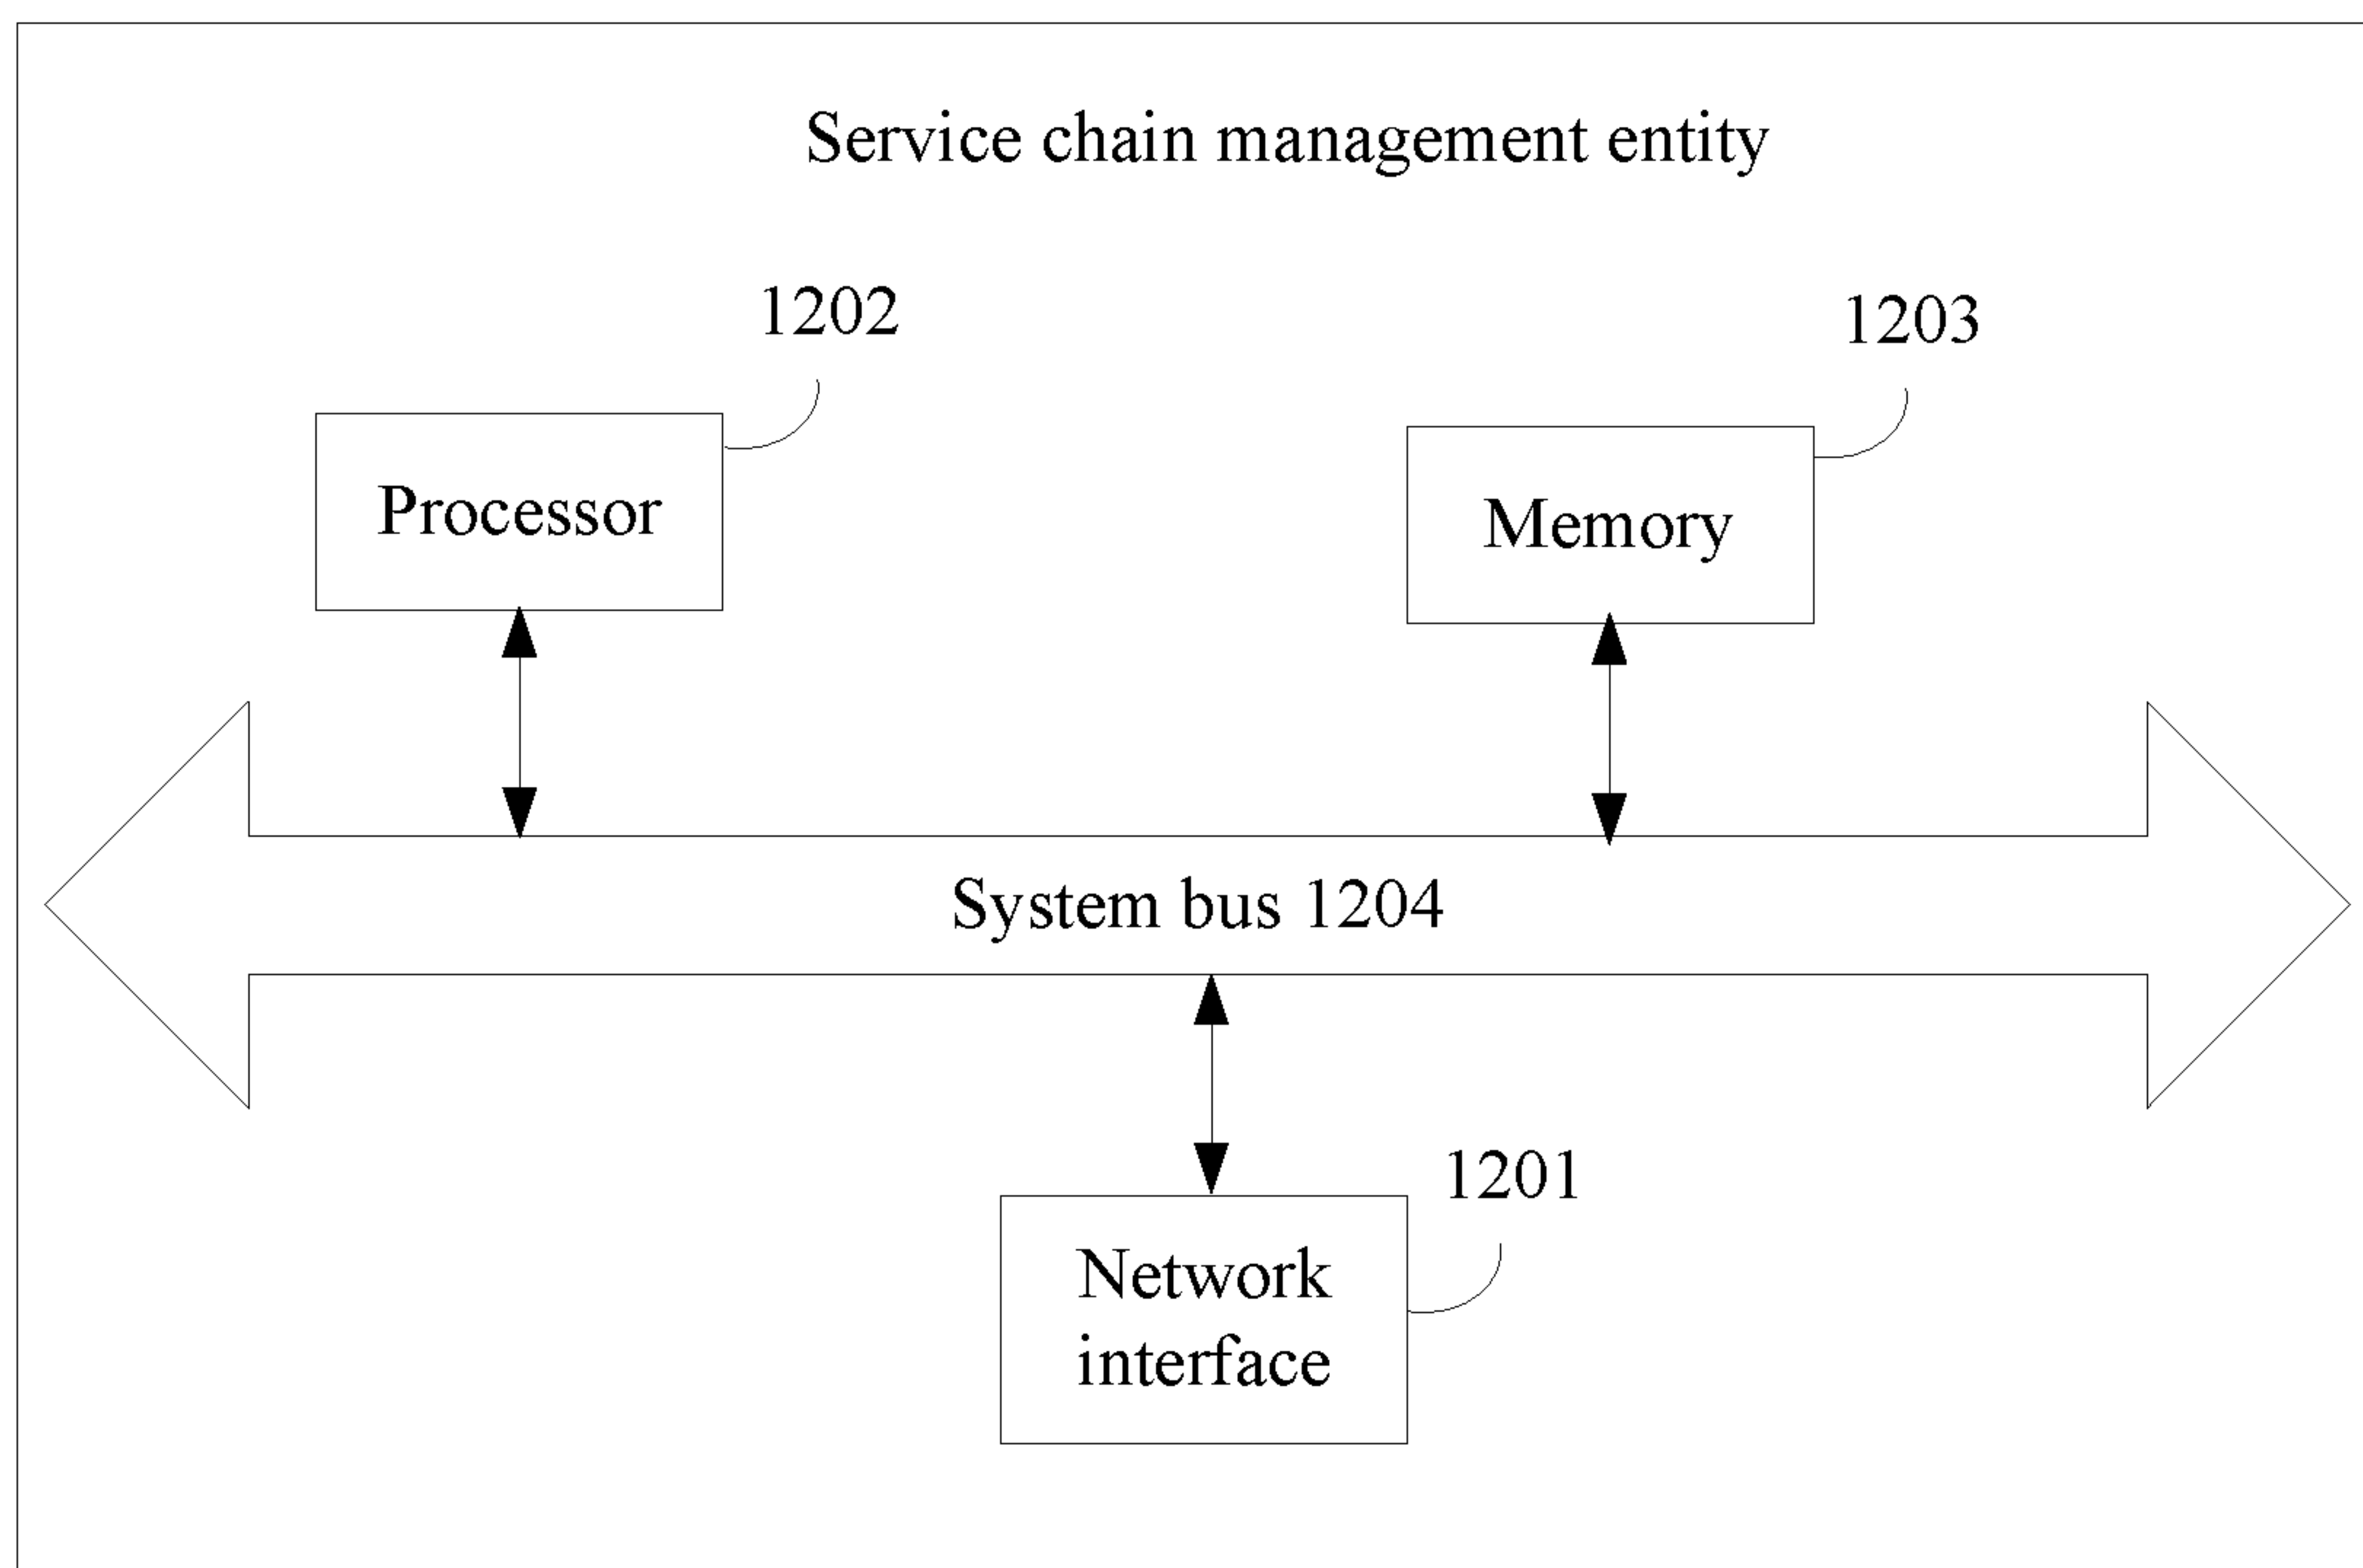 Service chain management entity
1202
1203
Processor
Memory
System bus 1204
1201
Network
interface